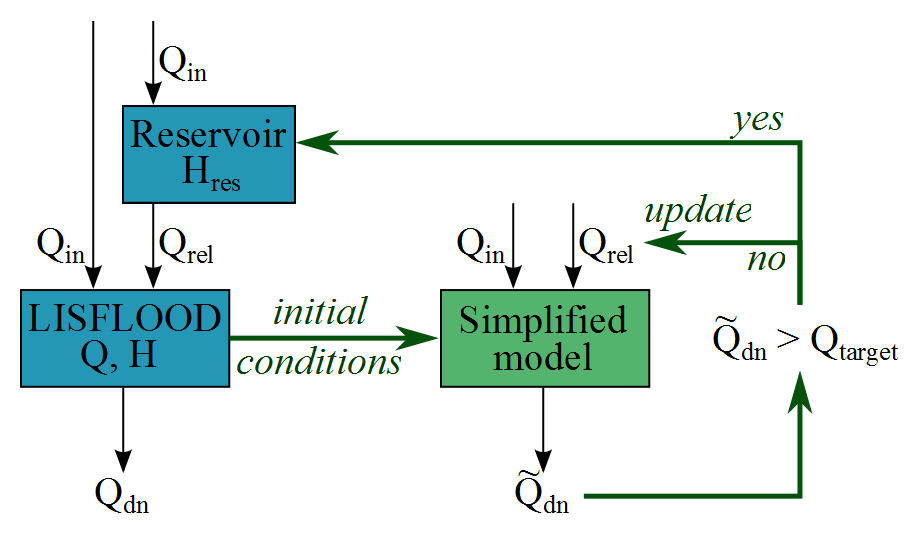 Q_in
Reservoir
H_res
yes
Q_in
Q_rel
Q_in
Q_rel
update
no
LISFLOOD
Q, H
initial
conditions
Simplified
model
Q̃_dn > Q_target
Q_dn
Q̃_dn